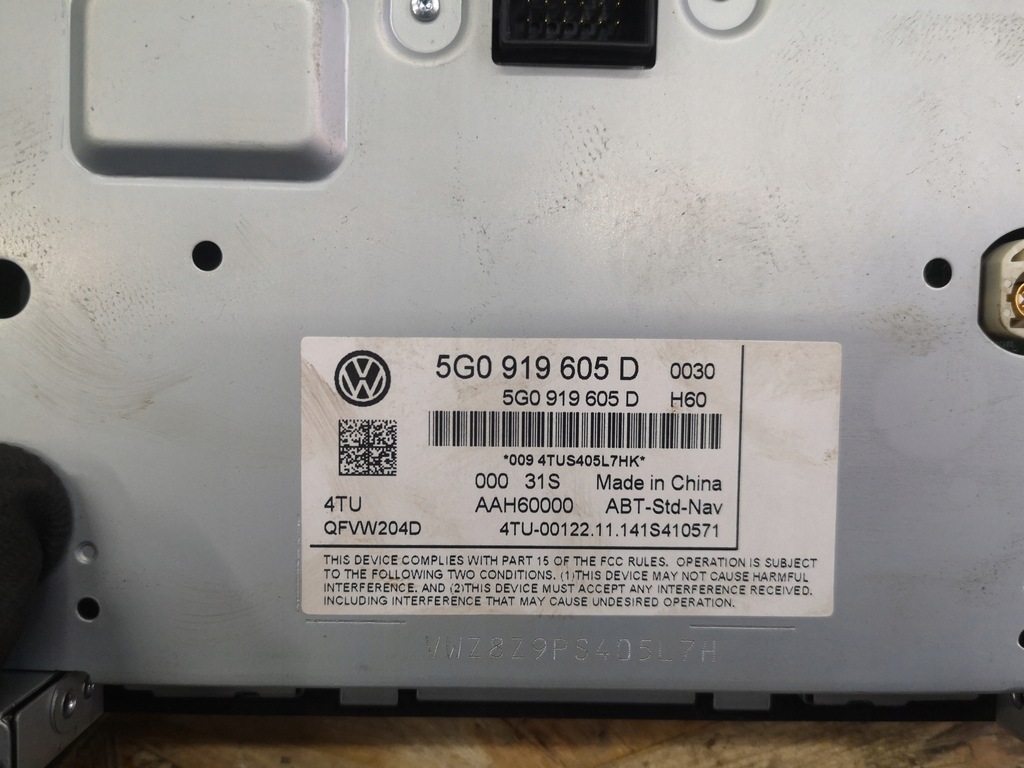 5G0 919 605 D 0030
5G0 919 605 D H60
*009 4TUS405L7HK*
000 31S Made in China
4TU AAH60000 ABT-Std-Nav
QFVW204D 4TU-00122.11.141S410571
THIS DEVICE COMPLIES WITH PART 15 OF THE FCC RULES. OPERATION IS SUBJECT
TO THE FOLLOWING TWO CONDITIONS. (1)THIS DEVICE MAY NOT CAUSE HARMFUL
INTERFERENCE. AND (2)THIS DEVICE MUST ACCEPT ANY INTERFERENCE RECEIVED.
INCLUDING INTERFERENCE THAT MAY CAUSE UNDESIRED OPERATION.
VWZ8Z9PS405L7H